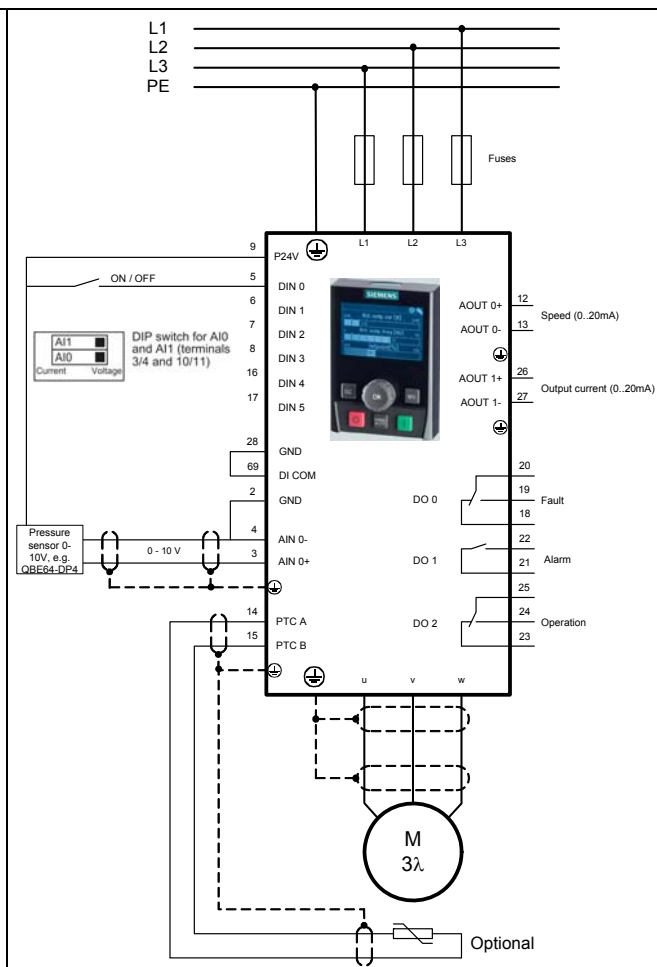 L1
L2
L3
PE
Fuses
L1 L2 L3
9 P24V
5 DIN 0
ON / OFF
6 DIN 1
7 DIN 2
8 DIN 3
16 DIN 4
17 DIN 5
AI1
AI0
Current Voltage
DIP switch for AI0
and AI1 (terminals
3/4 and 10/11)
SIEMENS
OK
28 GND
69 DI COM
2 GND
4 AIN 0-
3 AIN 0+
Pressure
sensor 0-
10V, e.g.
QBE64-DP4
0 - 10 V
14 PTC A
15 PTC B
AOUT 0+ 12
AOUT 0- 13
Speed (0..20mA)
AOUT 1+ 26
AOUT 1- 27
Output current (0..20mA)
20
DO 0 19 Fault
18
22
DO 1 21 Alarm
25
DO 2 24 Operation
23
u v w
M
3λ
Optional